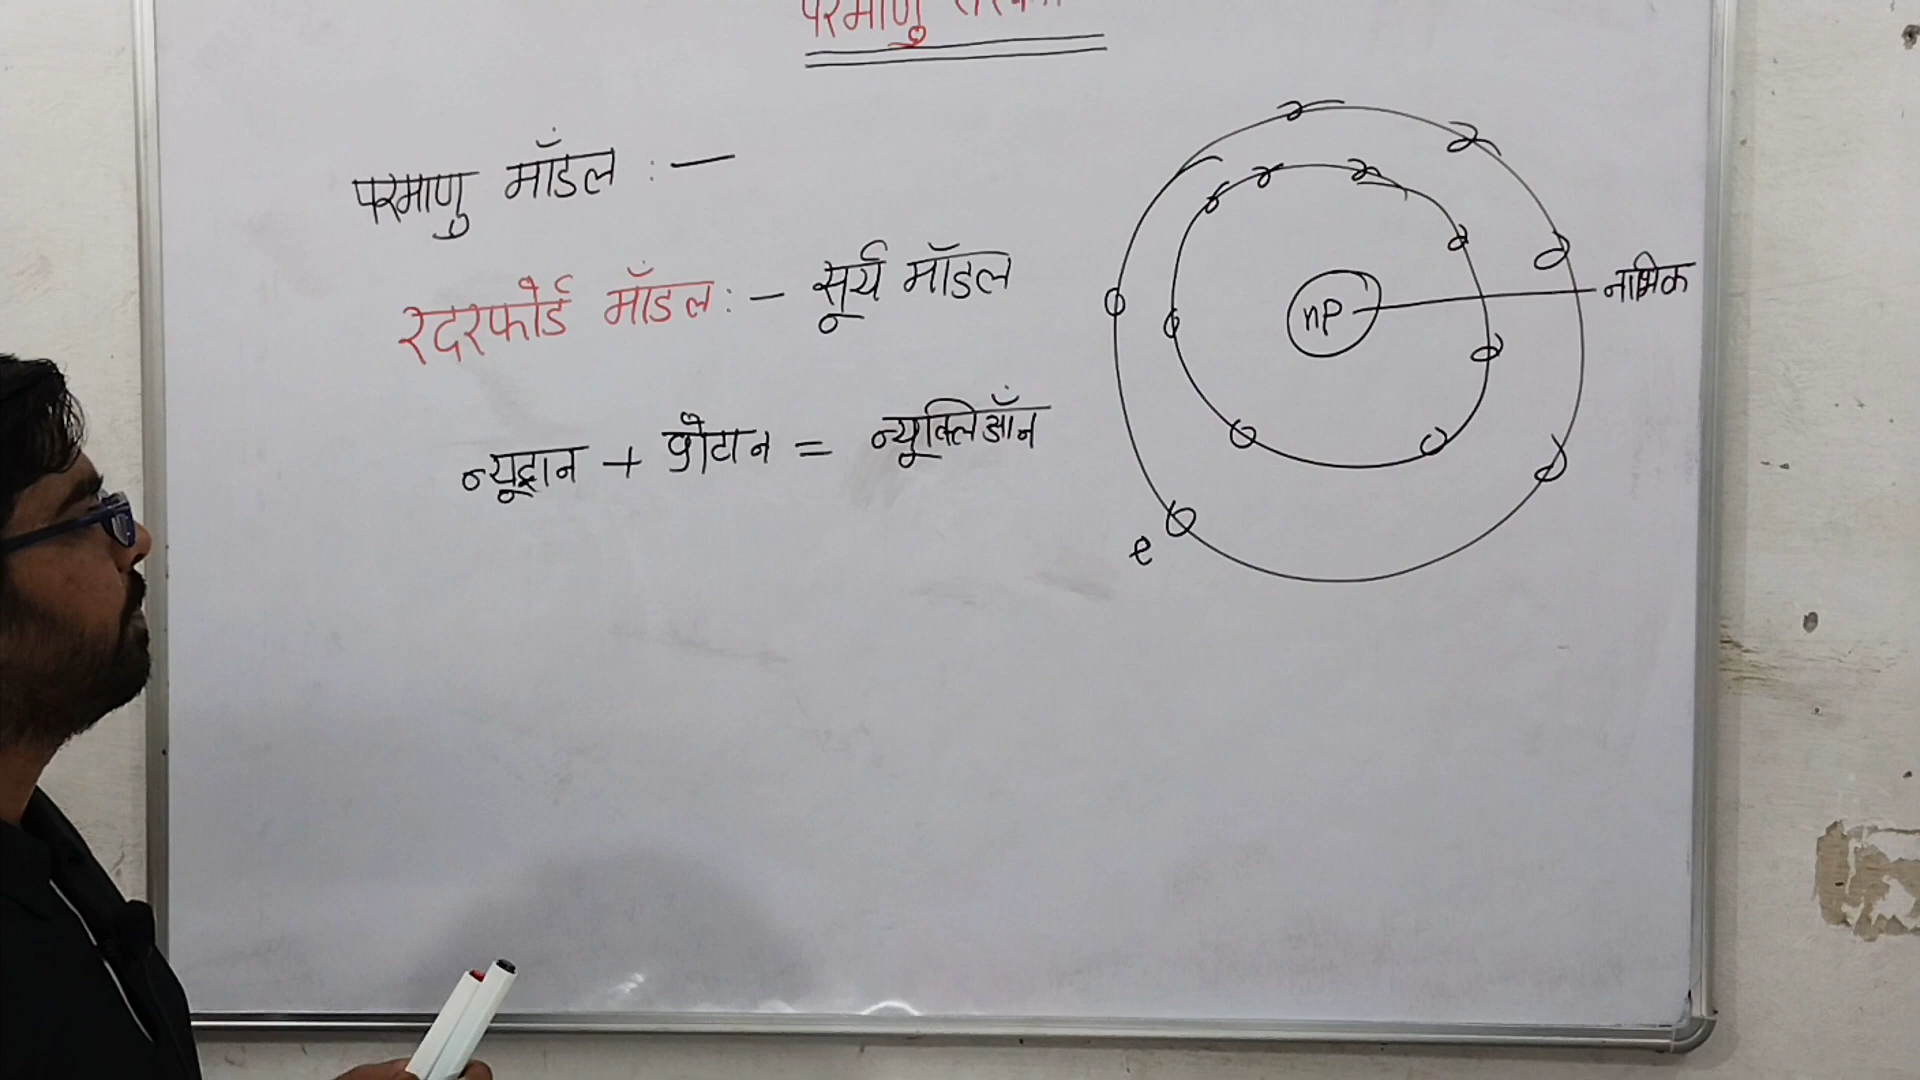 परमाणु
परमाणु मॉडल :-
रदरफोर्ड मॉडल :- सूर्य मॉडल
न्यूट्रान + प्रोटान = न्यूक्लिऑन
np
नाभिक
e